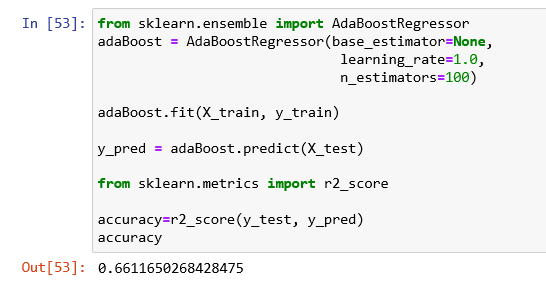 In [53]: from sklearn.ensemble import AdaBoostRegressor
adaBoost = AdaBoostRegressor(base_estimator=None,
                             learning_rate=1.0,
                             n_estimators=100)
adaBoost.fit(X_train, y_train)
y_pred = adaBoost.predict(X_test)
from sklearn.metrics import r2_score
accuracy=r2_score(y_test, y_pred)
accuracy
Out[53]: 0.6611650268428475